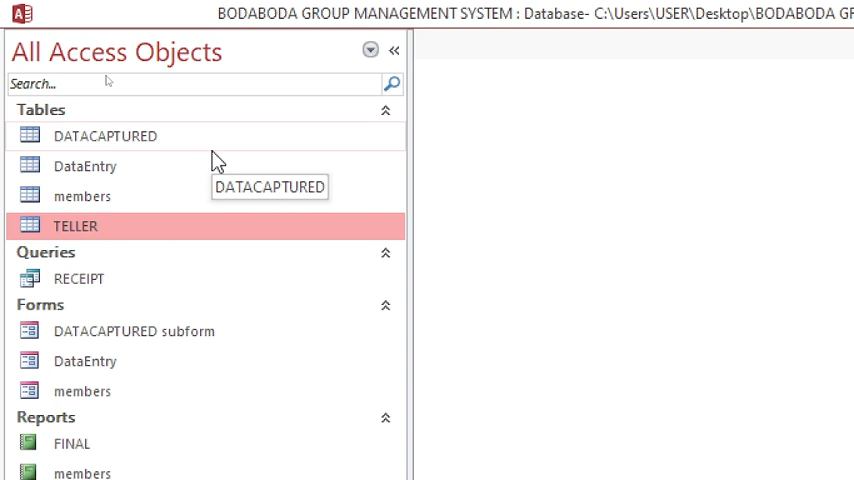 BODABODA GROUP MANAGEMENT SYSTEM : Database- C:\Users\USER\Desktop\BODABODA GR
All Access Objects
Search...
Tables
DATACAPTURED
DataEntry
DATACAPTURED
members
TELLER
Queries
RECEIPT
Forms
DATACAPTURED subform
DataEntry
members
Reports
FINAL
members